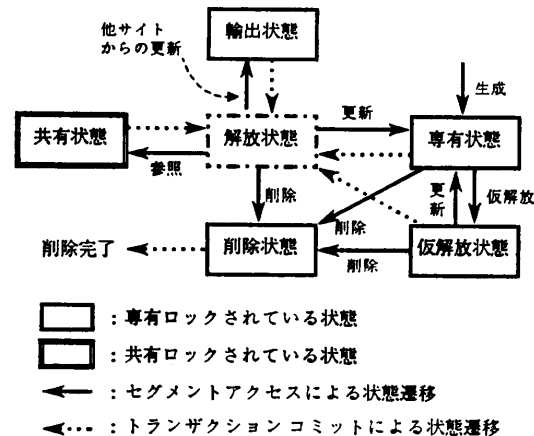 他サイト
からの更新
輸出状態
生成
共有状態
解放状態
更新
専有状態
参照
削除
更新
仮解放
削除完了
削除状態
削除
削除
仮解放状態
：専有ロックされている状態
：共有ロックされている状態
：セグメントアクセスによる状態遷移
：トランザクション コミットによる状態遷移